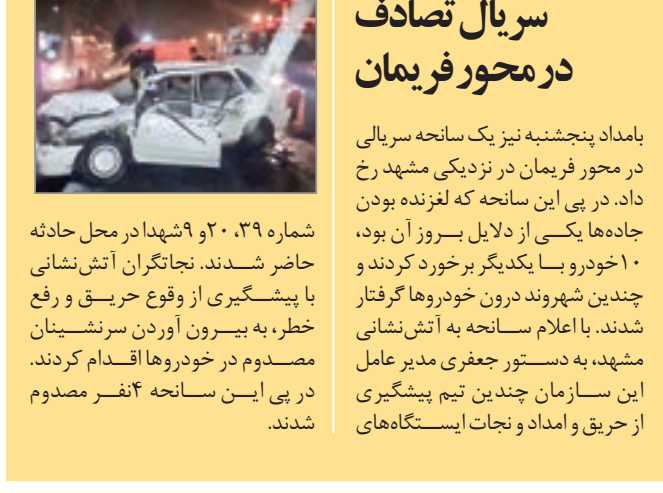 سریال تصادف
در محور فریمان
بامداد پنجشنبه نیز یک سانحه سریالی
در محور فریمان در نزدیکی مشهد رخ
داد. در پی این سانحه که لغزنده بودن
جاده‌ها یکی از دلایل بروز آن بود،
۱۰خودرو با یکدیگر برخورد کردند و
چندین شهروند درون خودروها گرفتار
شدند. با اعلام سانحه به آتش‌نشانی
مشهد، به دستور جعفری مدیر عامل
این سازمان چندین تیم پیشگیری
از حریق و امداد و نجات ایستگاه‌های
شماره ۳۹، ۲۰و ۹شهدا در محل حادثه
حاضر شدند. نجاتگران آتش‌نشانی
با پیشگیری از وقوع حریق و رفع
خطر، به بیرون آوردن سرنشینان
مصدوم در خودروها اقدام کردند.
در پی این سانحه ۴نفر مصدوم
شدند.